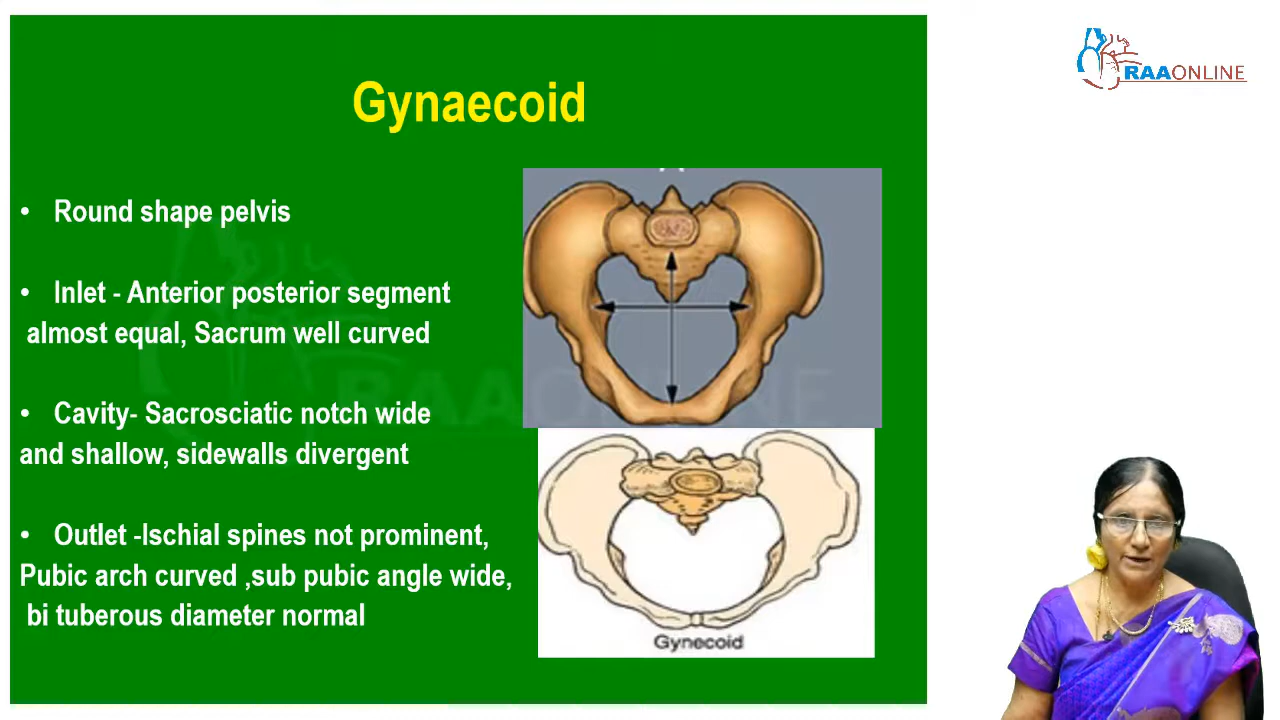 RAAONLINE
Gynaecoid
• Round shape pelvis
• Inlet - Anterior posterior segment
almost equal, Sacrum well curved
• Cavity- Sacrosciatic notch wide
and shallow, sidewalls divergent
• Outlet -Ischial spines not prominent,
Pubic arch curved ,sub pubic angle wide,
bi tuberous diameter normal
Gynecoid
RAAONLINE